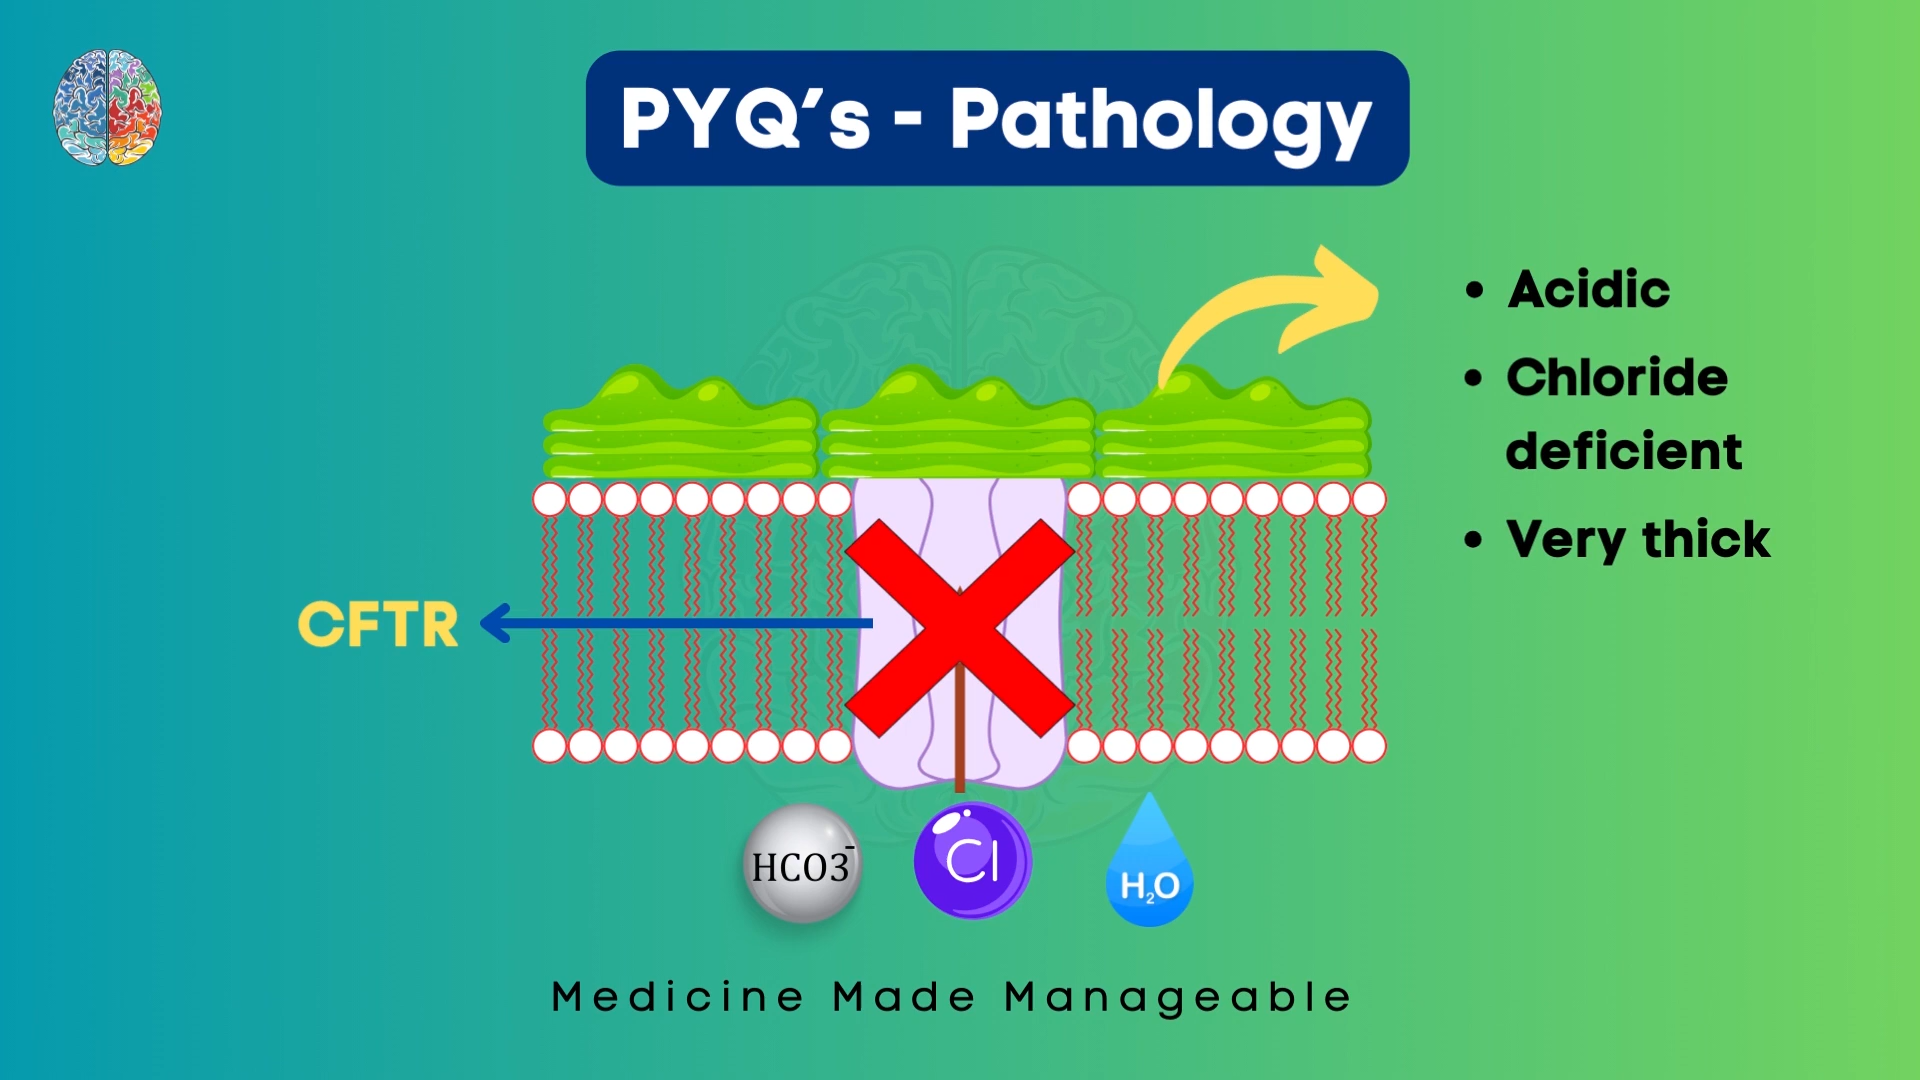 PYQ’s - Pathology
• Acidic
• Chloride
deficient
• Very thick
CFTR
HCO3⁻
Cl
H₂O
Medicine Made Manageable